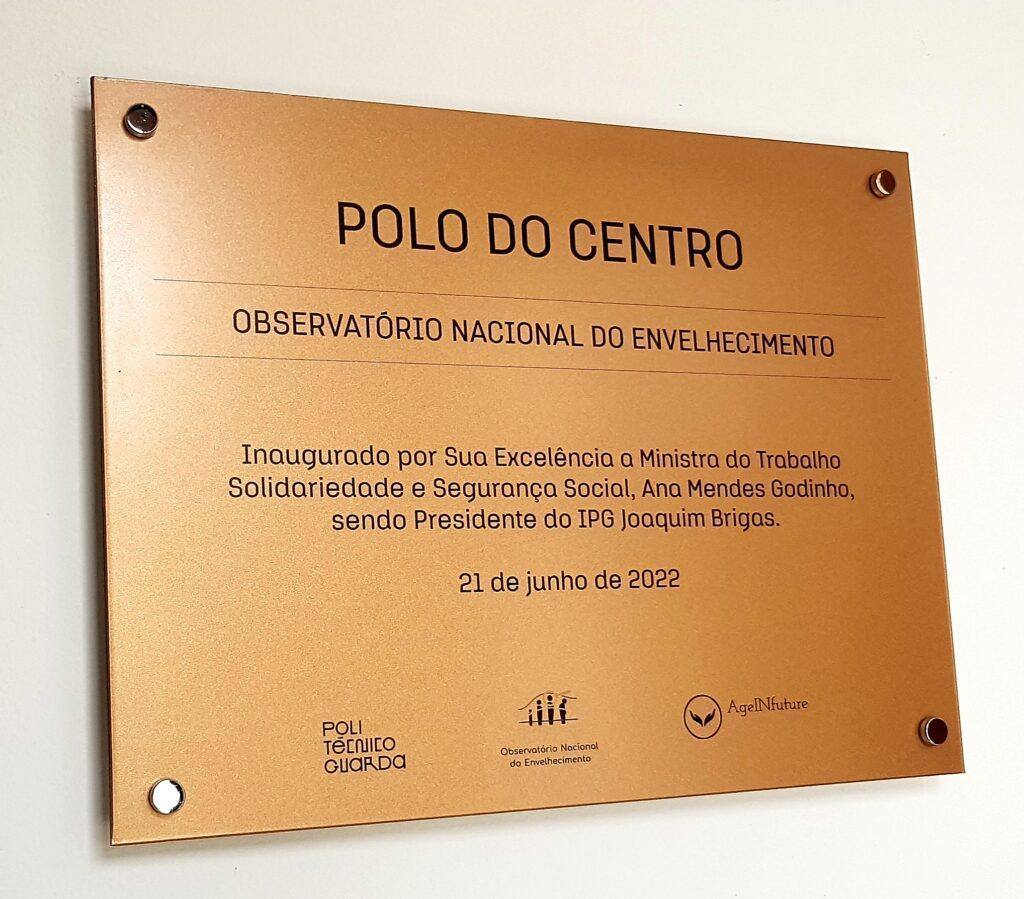 POLO DO CENTRO
OBSERVATÓRIO NACIONAL DO ENVELHECIMENTO
Inaugurado por Sua Excelência a Ministra do Trabalho
Solidariedade e Segurança Social, Ana Mendes Godinho,
sendo Presidente do IPG Joaquim Brigas.
21 de junho de 2022
POLI
TÉCNICO
GUARDA
Observatório Nacional
do Envelhecimento
AgeINfuture